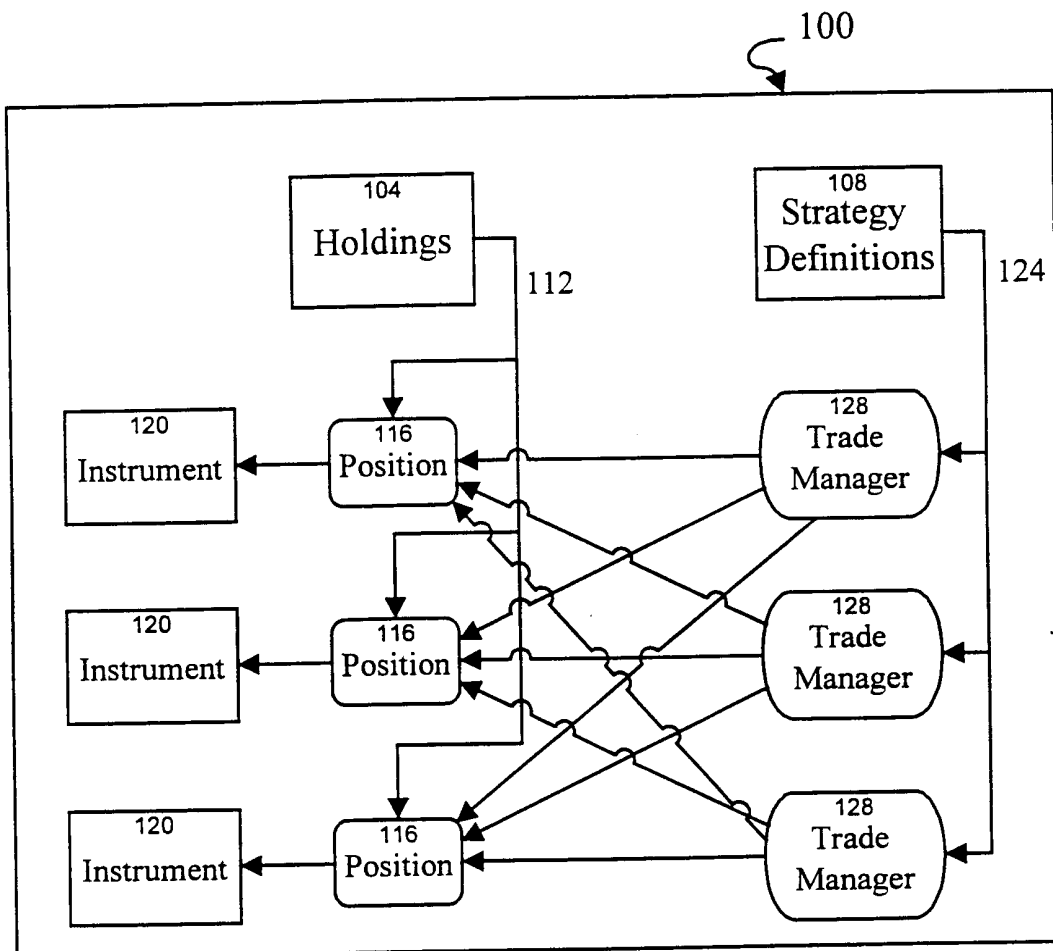 100
104
Holdings
108
Strategy
Definitions
112
124
120
Instrument
116
Position
128
Trade
Manager
120
Instrument
116
Position
128
Trade
Manager
120
Instrument
116
Position
128
Trade
Manager